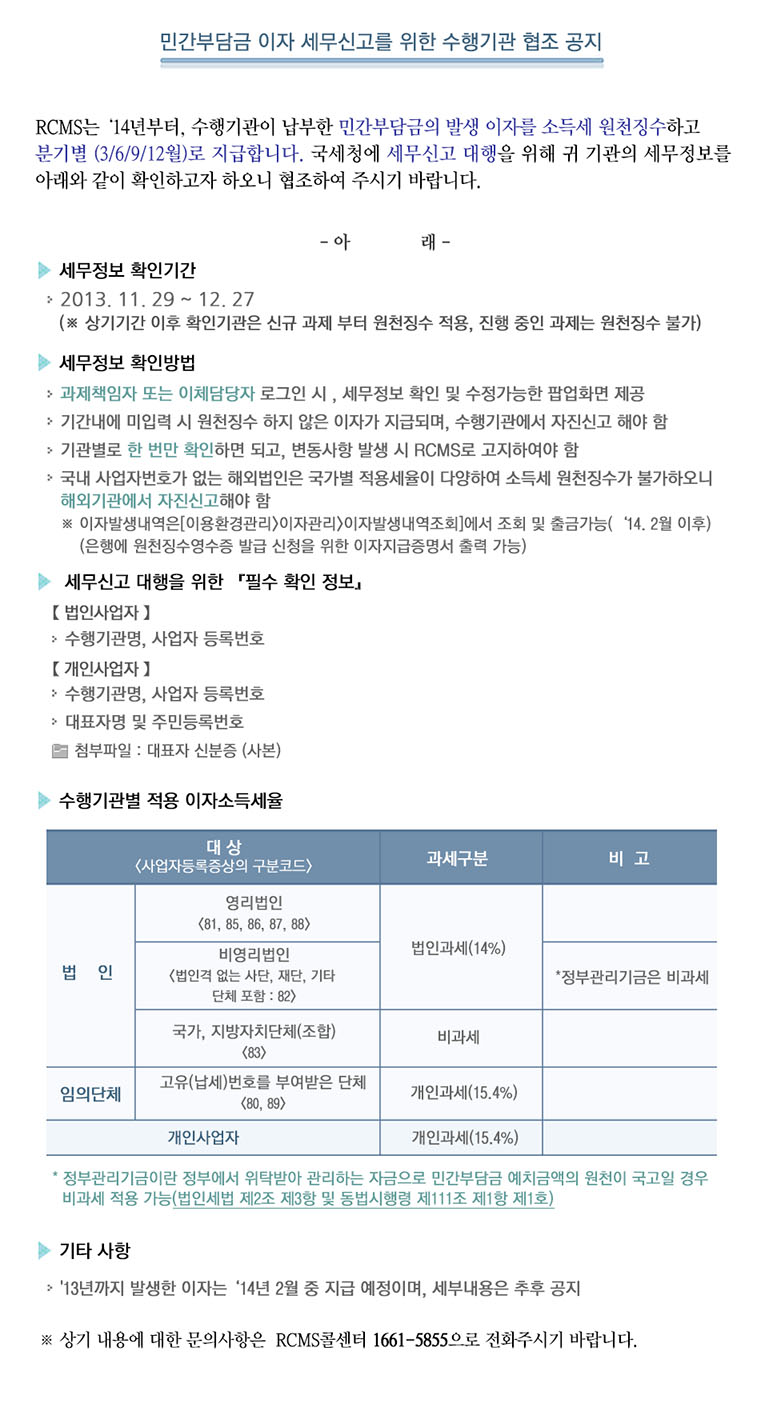 민간부담금 이자 세무신고를 위한 수행기관 협조 공지
RCMS는 ‘14년부터, 수행기관이 납부한 민간부담금의 발생 이자를 소득세 원천징수하고
분기별 (3/6/9/12월)로 지급합니다. 국세청에 세무신고 대행을 위해 귀 기관의 세무정보를
아래와 같이 확인하고자 하오니 협조하여 주시기 바랍니다.
- 아 래 -
세무정보 확인기간
2013. 11. 29 ~ 12. 27
(※ 상기기간 이후 확인기관은 신규 과제 부터 원천징수 적용, 진행 중인 과제는 원천징수 불가)
세무정보 확인방법
과제책임자 또는 이체담당자 로그인 시 , 세무정보 확인 및 수정가능한 팝업화면 제공
기간내에 미입력 시 원천징수 하지 않은 이자가 지급되며, 수행기관에서 자진신고 해야 함
기관별로 한 번만 확인하면 되고, 변동사항 발생 시 RCMS로 고지하여야 함
국내 사업자번호가 없는 해외법인은 국가별 적용세율이 다양하여 소득세 원천징수가 불가하오니
해외기관에서 자진신고해야 함
※ 이자발생내역은[이용환경관리>이자관리>이자발생내역조회]에서 조회 및 출금가능( ‘14. 2월 이후)
(은행에 원천징수영수증 발급 신청을 위한 이자지급증명서 출력 가능)
세무신고 대행을 위한 『필수 확인 정보』
【 법인사업자 】
수행기관명, 사업자 등록번호
【 개인사업자 】
수행기관명, 사업자 등록번호
대표자명 및 주민등록번호
첨부파일 : 대표자 신분증 (사본)
수행기관별 적용 이자소득세율
대 상
<사업자등록증상의 구분코드>
과세구분
비 고
법 인
영리법인
<81, 85, 86, 87, 88>
법인과세(14%)
비영리법인
<법인격 없는 사단, 재단, 기타
단체 포함 : 82>
*정부관리기금은 비과세
국가, 지방자치단체(조합)
<83>
비과세
임의단체
고유(납세)번호를 부여받은 단체
<80, 89>
개인과세(15.4%)
개인사업자
개인과세(15.4%)
* 정부관리기금이란 정부에서 위탁받아 관리하는 자금으로 민간부담금 예치금액의 원천이 국고일 경우
비과세 적용 가능(법인세법 제2조 제3항 및 동법시행령 제111조 제1항 제1호)
기타 사항
'13년까지 발생한 이자는 ‘14년 2월 중 지급 예정이며, 세부내용은 추후 공지
※ 상기 내용에 대한 문의사항은 RCMS콜센터 1661-5855으로 전화주시기 바랍니다.